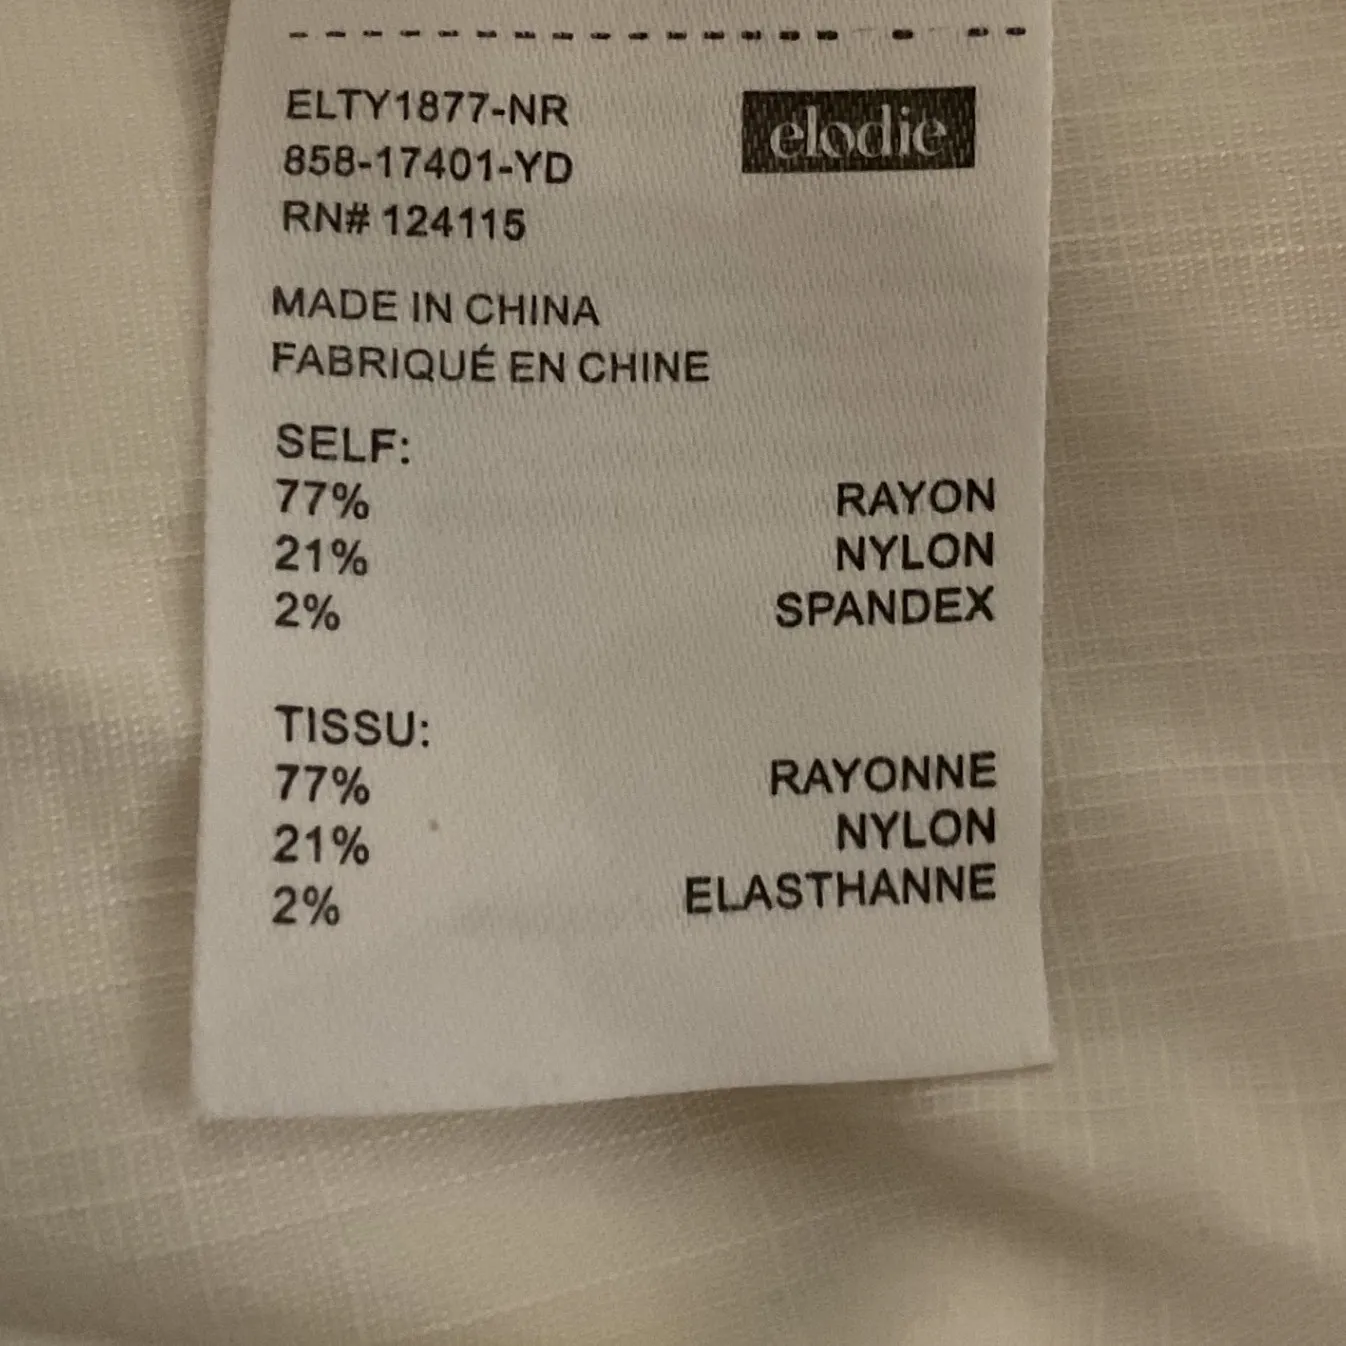 ELTY1877-NR
elodie
858-17401-YD
RN# 124115
MADE IN CHINA
FABRIQUÉ EN CHINE
SELF:
77% RAYON
21% NYLON
2% SPANDEX
TISSU:
77% RAYONNE
21% NYLON
2% ELASTHANNE